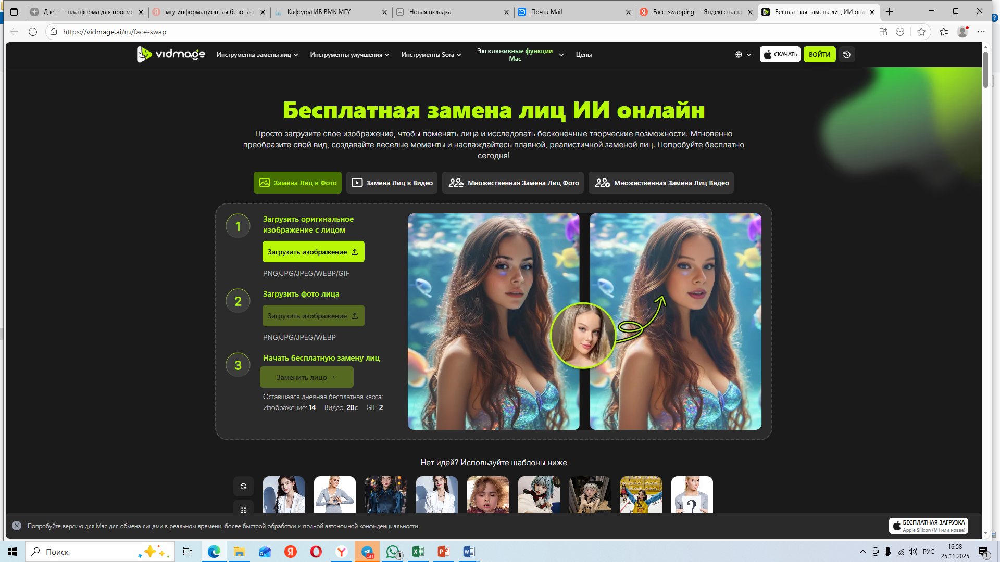 Дзен — платформа для просмо
мгу информационная безопасн
Кафедра ИБ ВМК МГУ
Новая вкладка
Почта Mail
Face-swapping — Яндекс: нашл
Бесплатная замена лиц ИИ онл
https://vidmage.ai/ru/face-swap
vidmage
Инструменты замены лиц
Инструменты улучшения
Инструменты Sora
Эксклюзивные функции
Mac
Цены
СКАЧАТЬ
ВОЙТИ
Бесплатная замена лиц ИИ онлайн
Просто загрузите свое изображение, чтобы поменять лица и исследовать бесконечные творческие возможности. Мгновенно
преобразите свой вид, создавайте веселые моменты и наслаждайтесь плавной, реалистичной заменой лиц. Попробуйте бесплатно
сегодня!
Замена Лиц в Фото
Замена Лиц в Видео
Множественная Замена Лиц Фото
Множественная Замена Лиц Видео
1
Загрузить оригинальное
изображение с лицом
Загрузить изображение
PNG/JPG/JPEG/WEBP/GIF
2
Загрузить фото лица
Загрузить изображение
PNG/JPG/JPEG/WEBP
3
Начать бесплатную замену лиц
Заменить лицо
Оставшаяся дневная бесплатная квота:
Изображение: 14 Видео: 20с GIF: 2
Нет идей? Используйте шаблоны ниже
?
Попробуйте версию для Mac для обмена лицами в реальном времени, более быстрой обработки и полной автономной конфиденциальности.
БЕСПЛАТНАЯ ЗАГРУЗКА
Apple Silicon (M1 или новее)
Поиск
31
3
РУС
16:58
25.11.2025
1